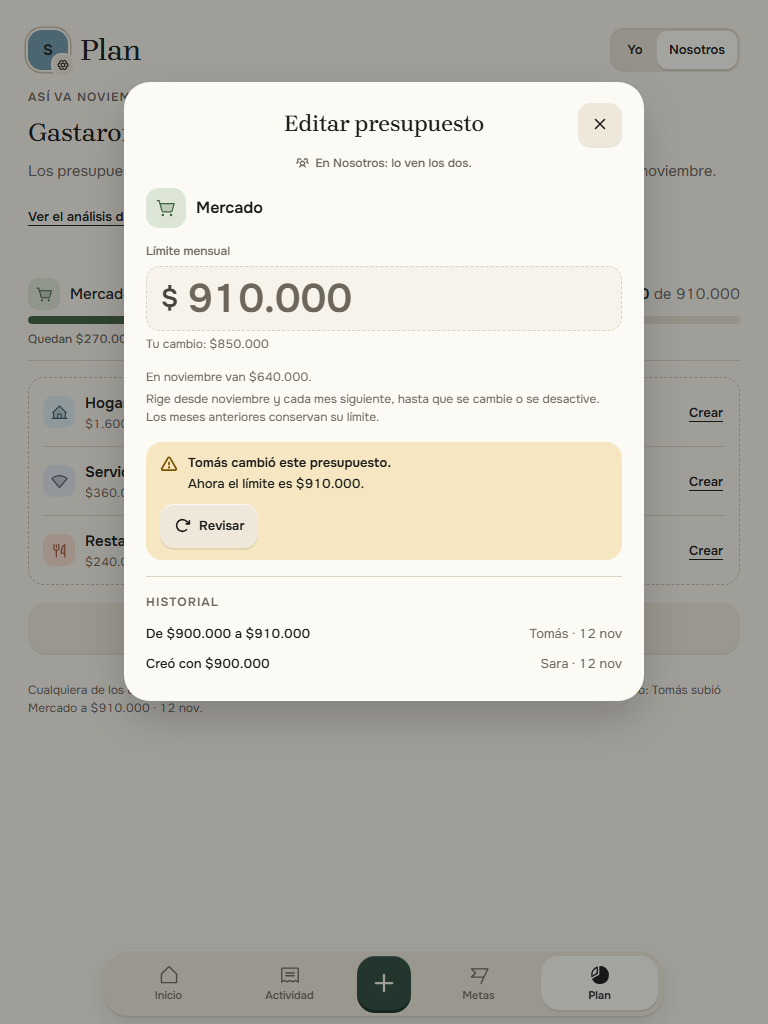 S
Plan
Yo
Nosotros
ASÍ VA NOVIEM
Gastaro
Los presupue
noviembre.
Ver el análisis d
Mercad
0 de 910.000
Quedan $270.00
Hoga
$1.600
Crear
Servic
$360.0
Crear
Resta
$240.0
Crear
Cualquiera de los
o: Tomás subió
Mercado a $910.000 · 12 nov.
Editar presupuesto
En Nosotros: lo ven los dos.
Mercado
Límite mensual
$ 910.000
Tu cambio: $850.000
En noviembre van $640.000.
Rige desde noviembre y cada mes siguiente, hasta que se cambie o se desactive.
Los meses anteriores conservan su límite.
Tomás cambió este presupuesto.
Ahora el límite es $910.000.
Revisar
HISTORIAL
De $900.000 a $910.000
Tomás · 12 nov
Creó con $900.000
Sara · 12 nov
Inicio
Actividad
Metas
Plan